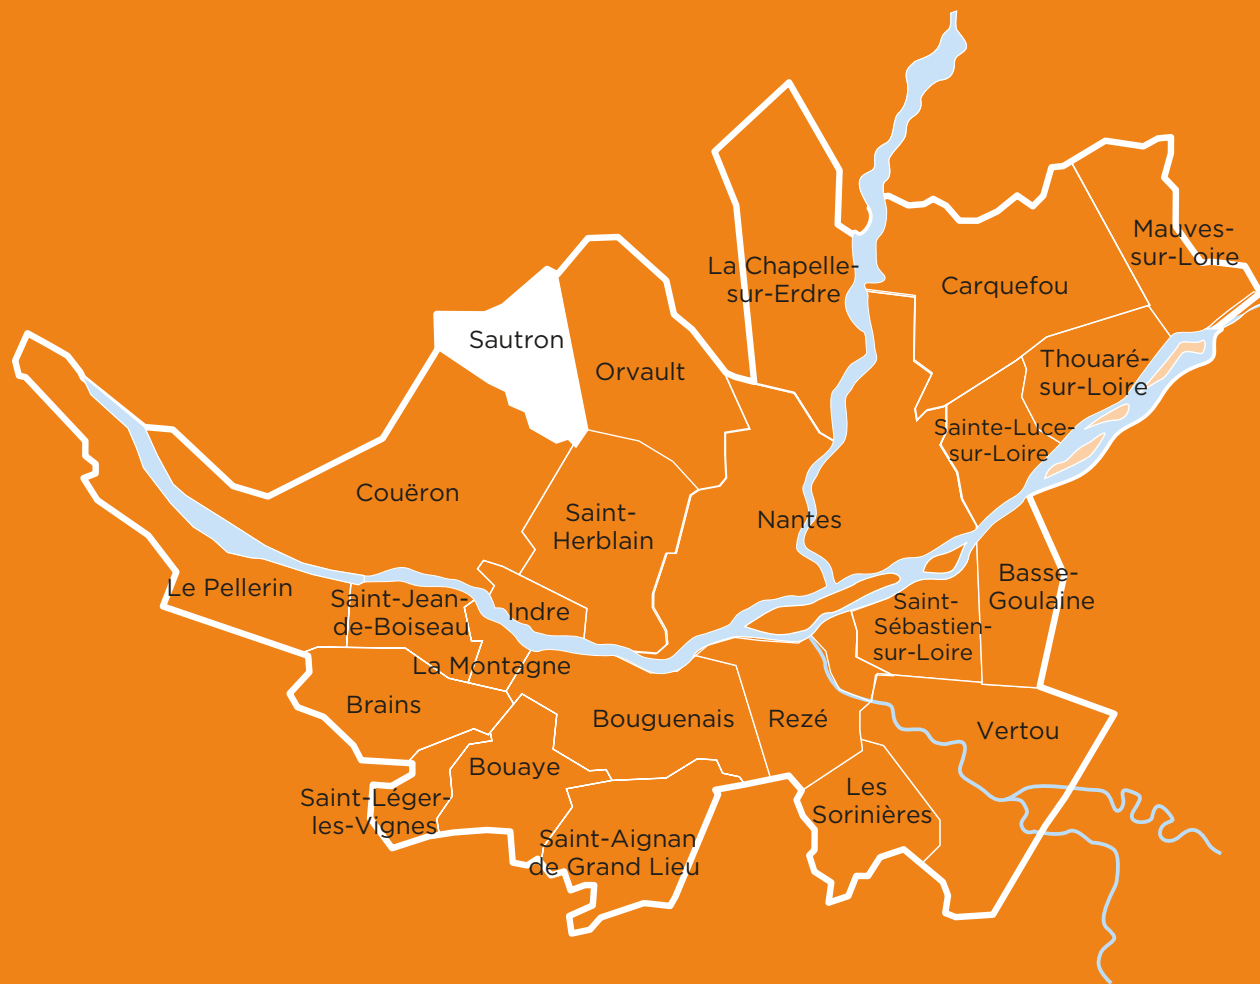 Mauves-
sur-Loire
La Chapelle-
sur-Erdre
Carquefou
Sautron
Orvault
Thouaré-
sur-Loire
Sainte-Luce-
sur-Loire
Couëron
Saint-
Herblain
Nantes
Le Pellerin
Saint-Jean-
de-Boiseau
Indre
Basse-
Goulaine
Saint-
Sébastien-
sur-Loire
La Montagne
Brains
Bouguenais
Rezé
Vertou
Bouaye
Saint-Léger-
les-Vignes
Les
Sorinières
Saint-Aignan
de Grand Lieu